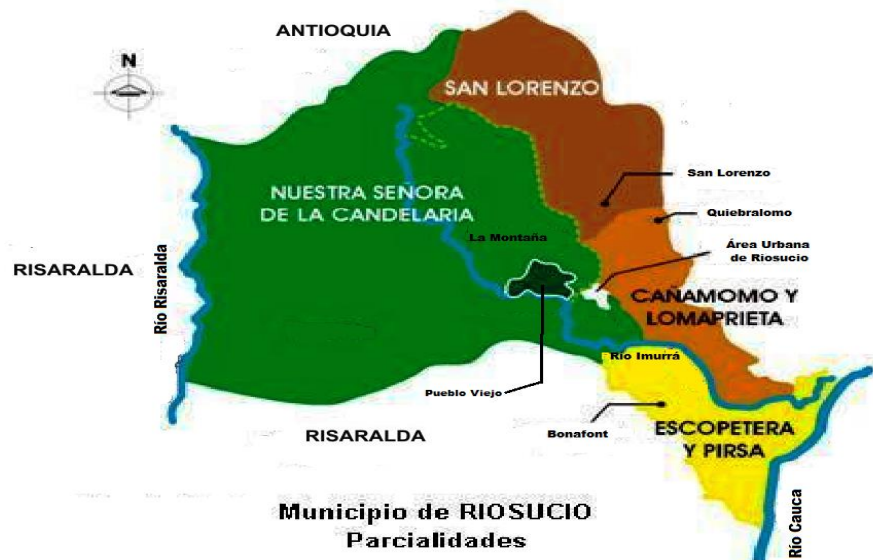 ANTIOQUIA
N
SAN LORENZO
San Lorenzo
NUESTRA SEÑORA
DE LA CANDELARIA
Quiebralomo
La Montaña
Área Urbana
de Riosucio
RISARALDA
Río Risaralda
CAÑAMOMO Y
LOMAPRIETA
Río Imurrá
Pueblo Viejo
RISARALDA
Bonafont
ESCOPETERA
Y PIRSA
Río Cauca
Municipio de RIOSUCIO
Parcialidades